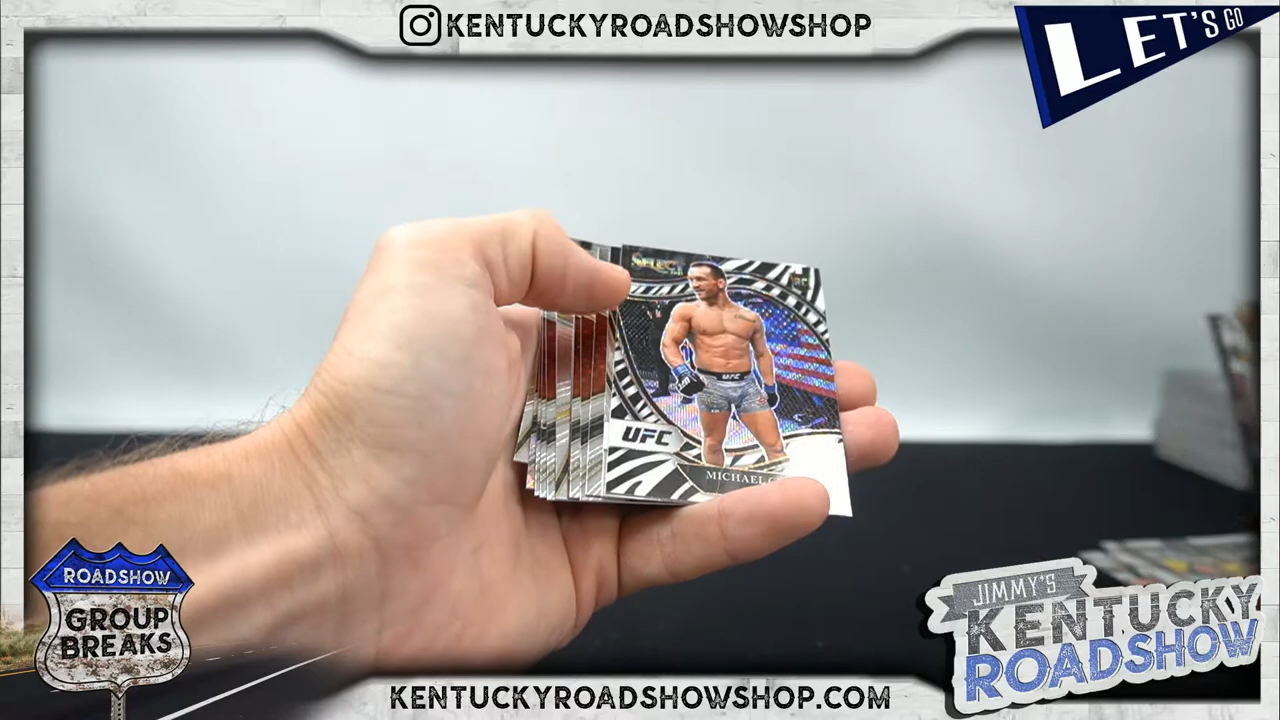 KENTUCKYROADSHOWSHOP
LET'S GO
SELECT
UFC
UFC
MICHAEL
ROADSHOW
GROUP
BREAKS
JIMMY'S
KENTUCKY
ROADSHOW
KENTUCKYROADSHOWSHOP.COM